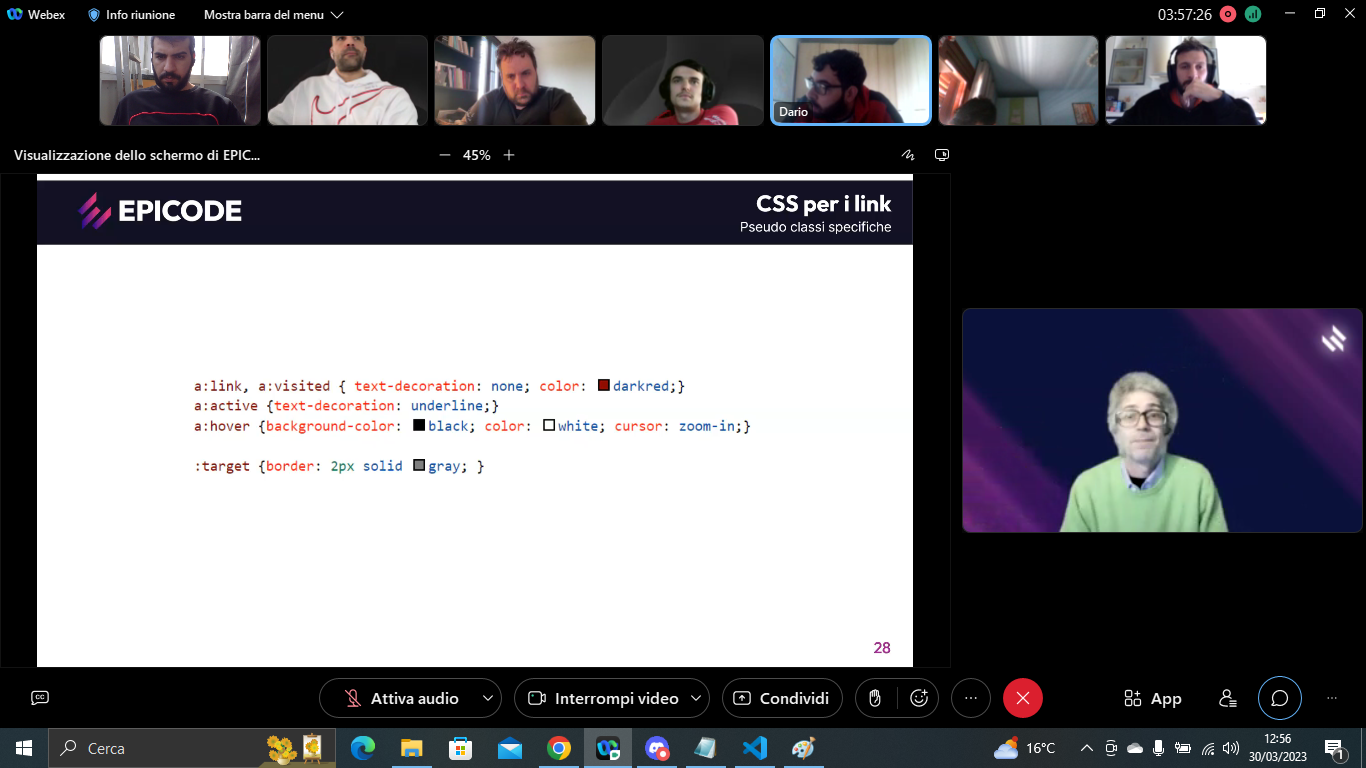 Webex
Info riunione
Mostra barra del menu
03:57:26
Dario
Visualizzazione dello schermo di EPIC...
45%
EPICODE
CSS per i link
Pseudo classi specifiche
a:link, a:visited { text-decoration: none; color: darkred;}
a:active {text-decoration: underline;}
a:hover {background-color: black; color: white; cursor: zoom-in;}
:target {border: 2px solid gray; }
28
CC
Attiva audio
Interrompi video
Condividi
App
Cerca
16°C
12:56
30/03/2023
1